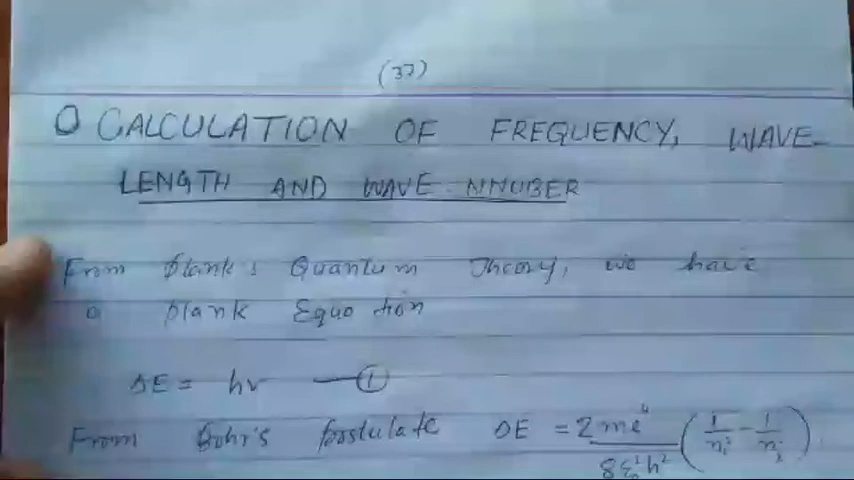 (37)
O CALCULATION OF FREQUENCY, WAVE-
LENGTH AND WAVE NNUBER
From plank's Quantum Theory, we have
a plank Equation
ΔE = hν —①
From Bohr's postulate ΔE = Zme⁴/8ε₀²h² (1/n₁² - 1/n₂²)